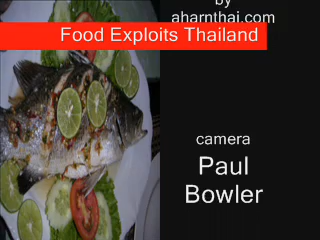 by
aharnthai.com
Food Exploits Thailand
camera
Paul
Bowler